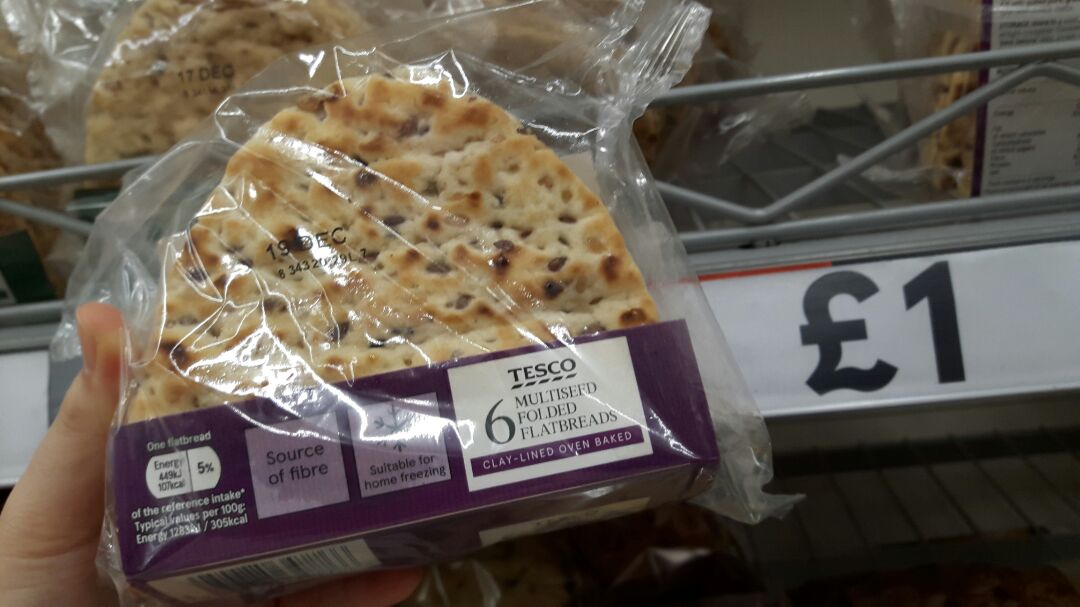 17 DEC
19 DEC
TESCO
6 MULTISEED
FOLDED
FLATBREADS
CLAY-LINED OVEN BAKED
Source
of fibre
Suitable for
home freezing
One flatbread
Energy
449kJ
107kcal
5%
of the reference intake*
Typical values per 100g:
Energy 1283kJ / 305kcal
£1